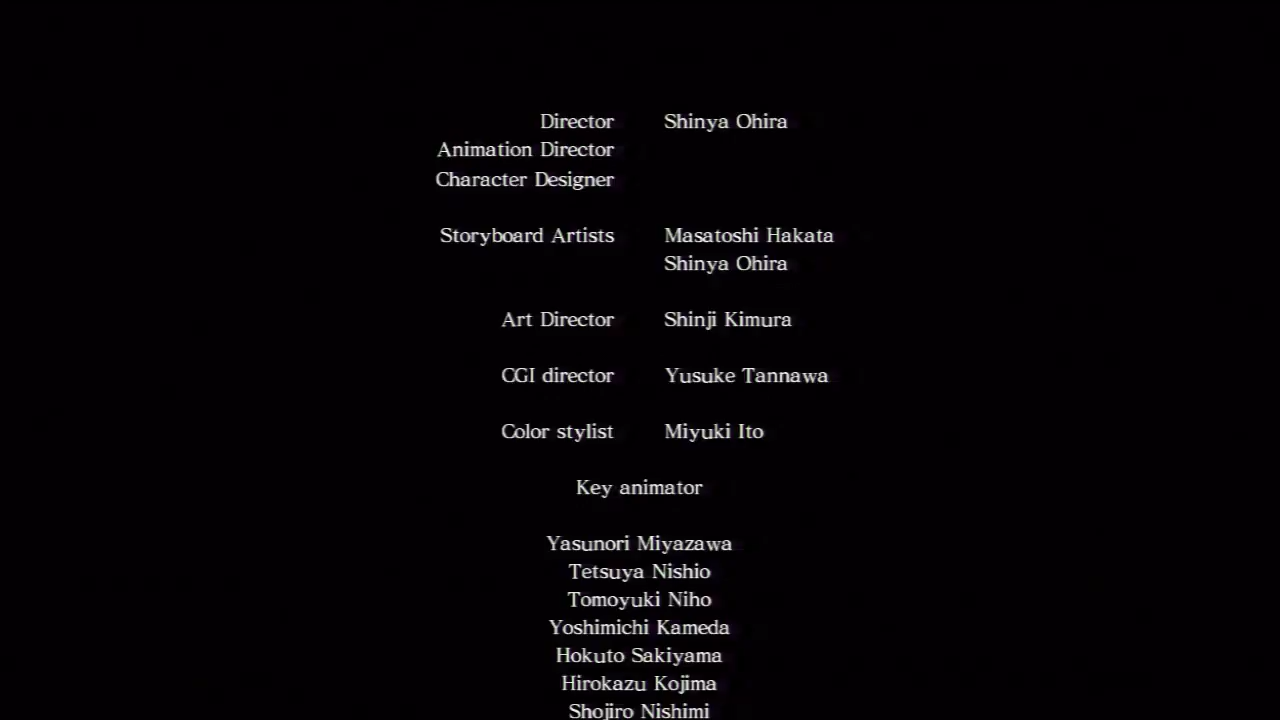 Director Shinya Ohira
Animation Director
Character Designer
Storyboard Artists Masatoshi Hakata
Shinya Ohira
Art Director Shinji Kimura
CGI director Yusuke Tannawa
Color stylist Miyuki Ito
Key animator
Yasunori Miyazawa
Tetsuya Nishio
Tomoyuki Niho
Yoshimichi Kameda
Hokuto Sakiyama
Hirokazu Kojima
Shojiro Nishimi